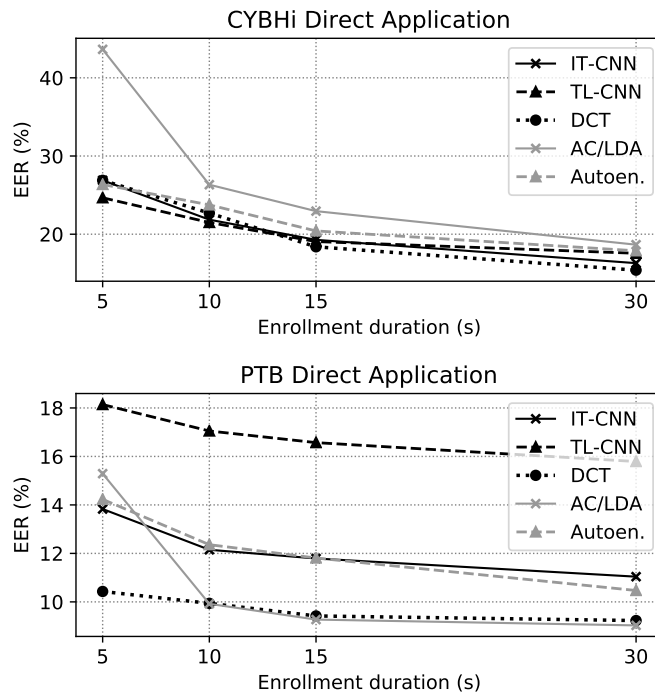 CYBHi Direct Application
EER (%)
40
30
20
IT-CNN
TL-CNN
DCT
AC/LDA
Autoen.
5 10 15 30
Enrollment duration (s)
PTB Direct Application
EER (%)
18
16
14
12
10
IT-CNN
TL-CNN
DCT
AC/LDA
Autoen.
5 10 15 30
Enrollment duration (s)